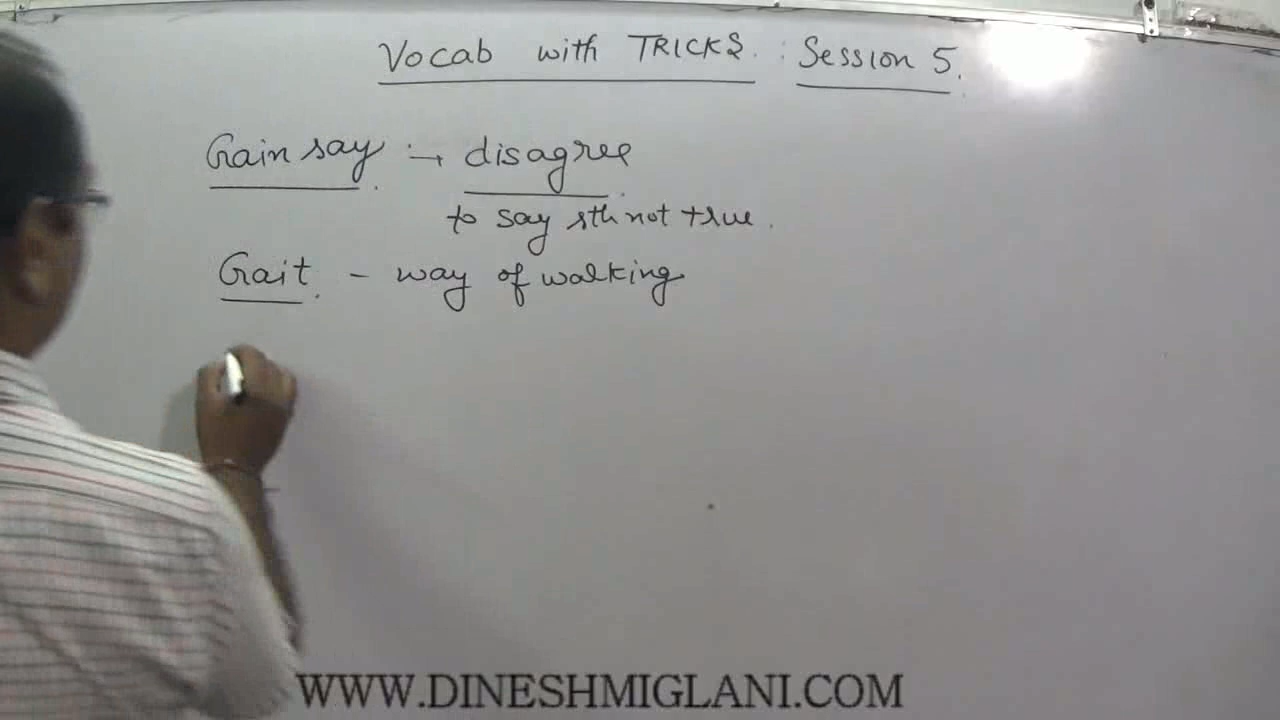 Vocab with TRICKS : Session 5.
Gain say :→ disagree
to say sth not true.
Gait - way of walking
WWW.DINESHMIGLANI.COM